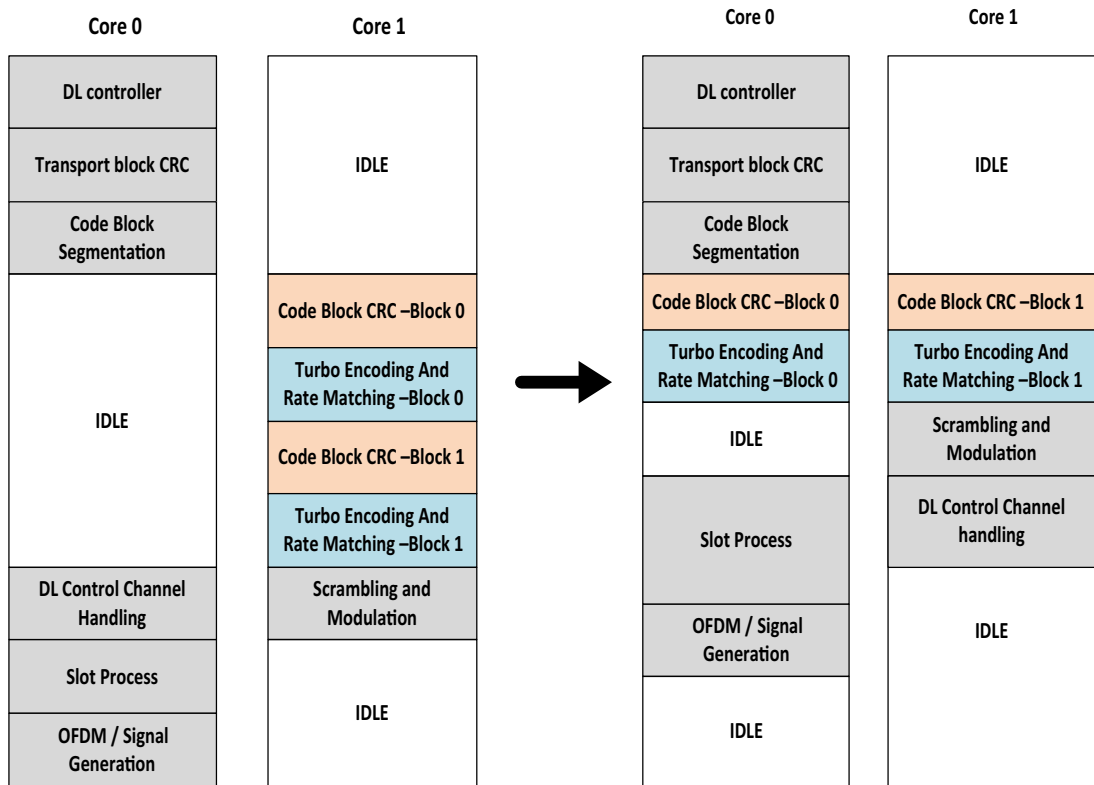 Core 0
DL controller
Transport block CRC
Code Block
Segmentation
IDLE
DL Control Channel
Handling
Slot Process
OFDM / Signal
Generation
Core 1
IDLE
Code Block CRC –Block 0
Turbo Encoding And
Rate Matching –Block 0
Code Block CRC –Block 1
Turbo Encoding And
Rate Matching –Block 1
Scrambling and
Modulation
IDLE
Core 0
DL controller
Transport block CRC
Code Block
Segmentation
Code Block CRC –Block 0
Turbo Encoding And
Rate Matching –Block 0
IDLE
Slot Process
OFDM / Signal
Generation
IDLE
Core 1
IDLE
Code Block CRC –Block 1
Turbo Encoding And
Rate Matching –Block 1
Scrambling and
Modulation
DL Control Channel
handling
IDLE